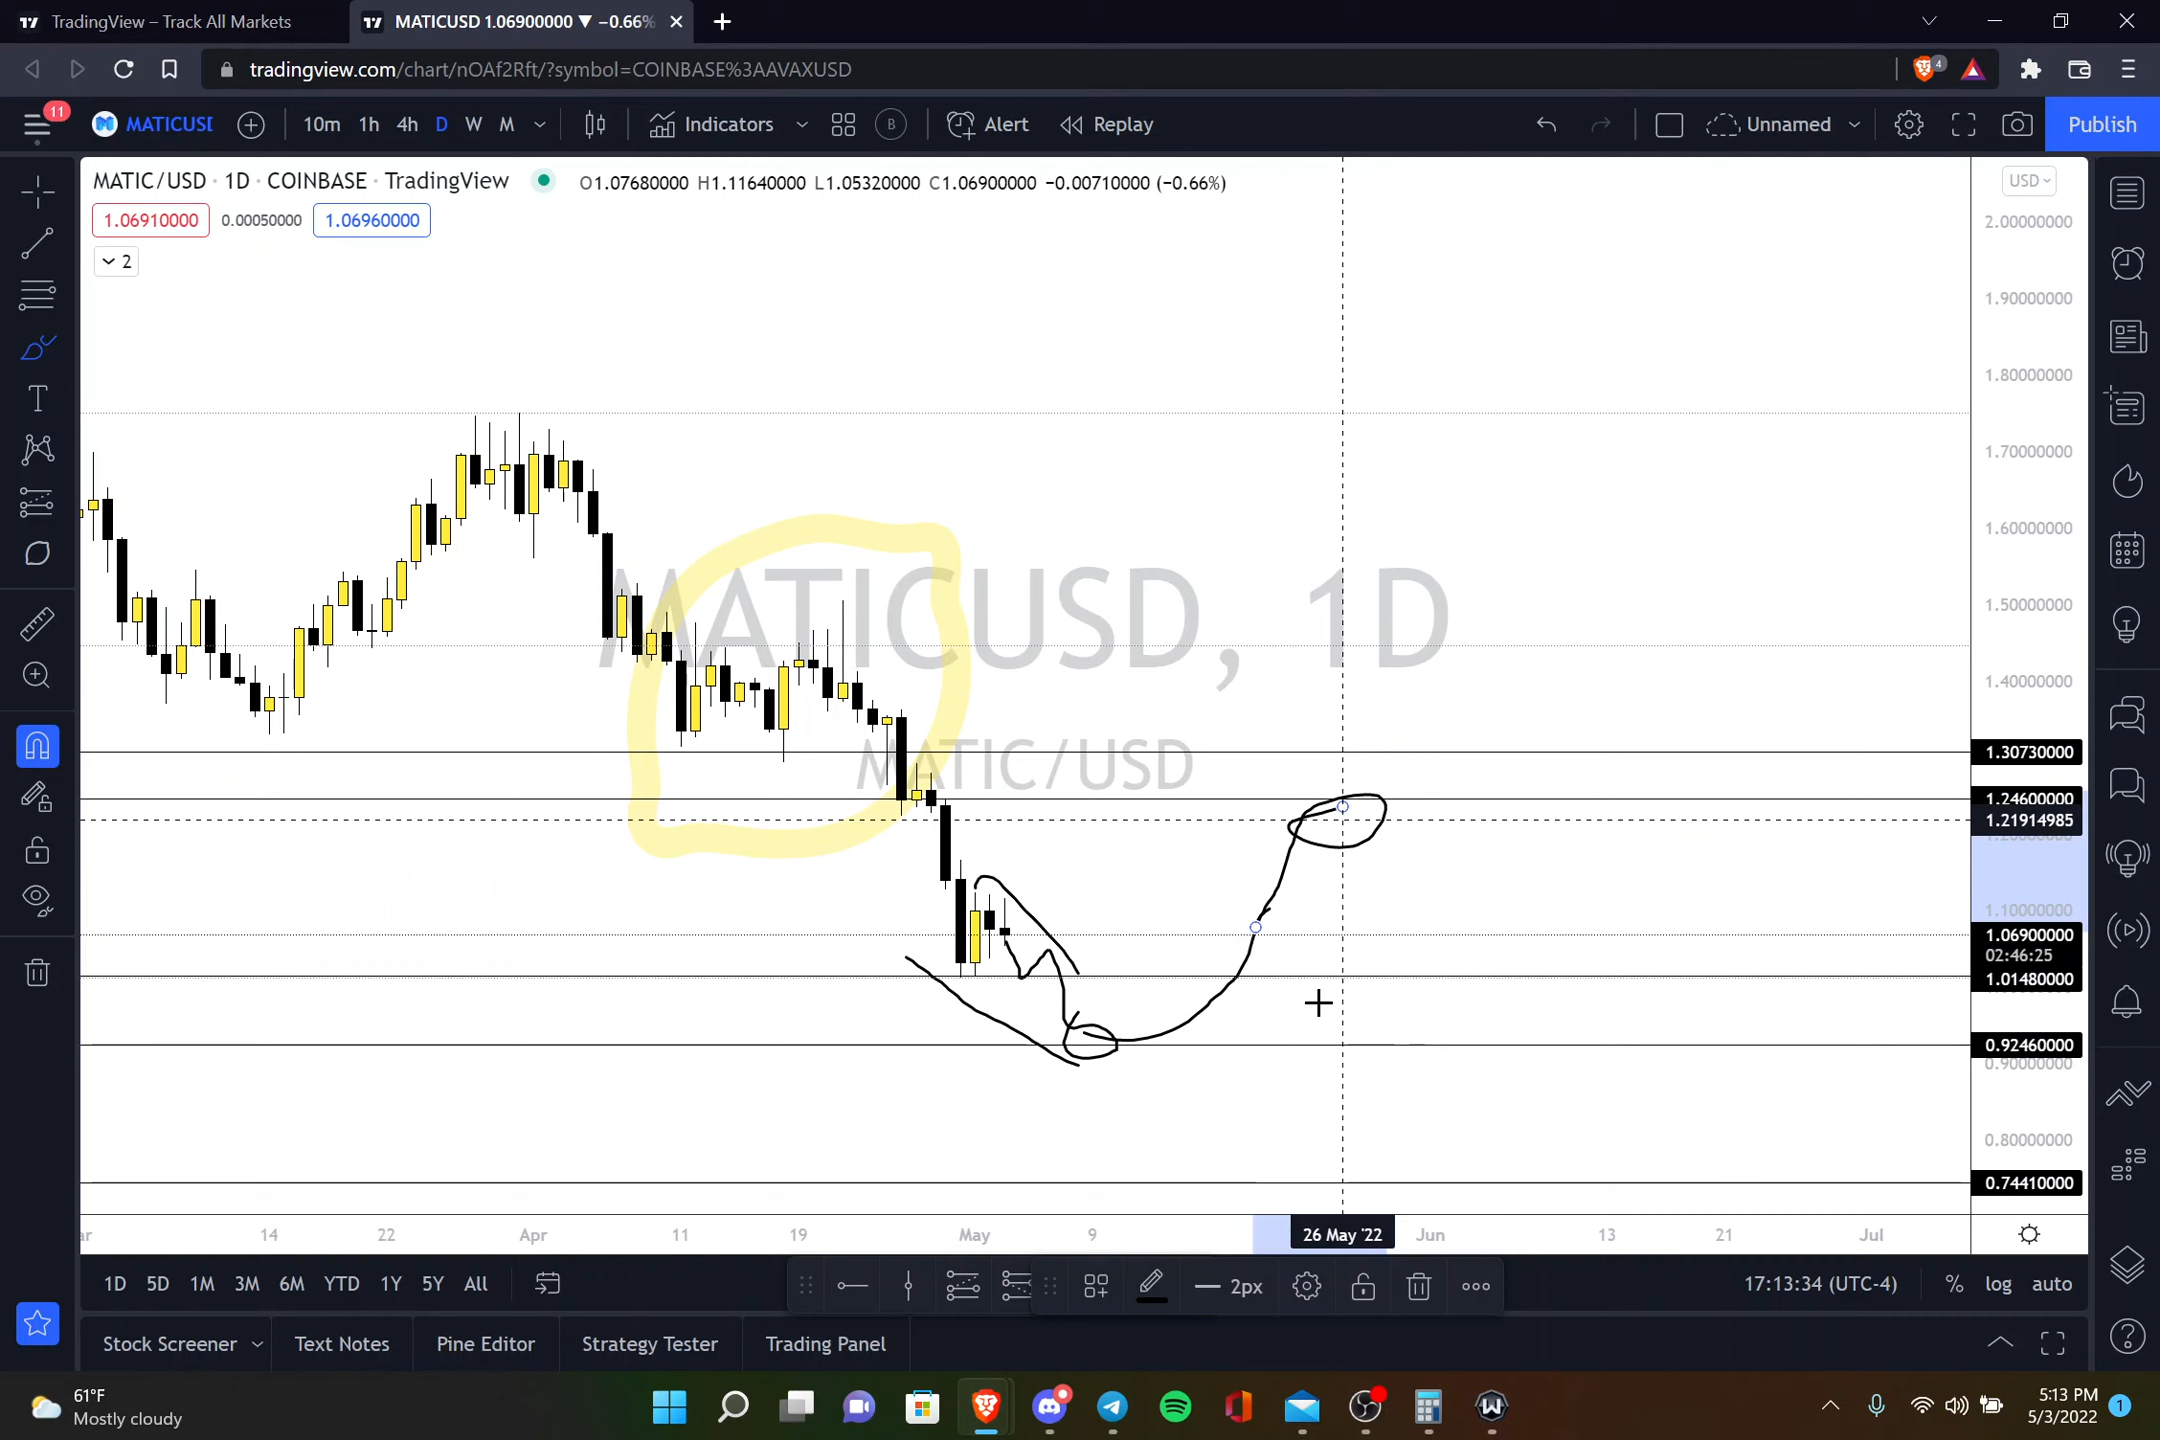 TradingView – Track All Markets
MATICUSD 1.06900000 ▼ −0.66%
tradingview.com/chart/nOAf2Rft/?symbol=COINBASE%3AAVAXUSD
4
11
MATICUSD
10m 1h 4h D W M
Indicators
B
Alert
Replay
Unnamed
Publish
MATIC/USD · 1D · COINBASE · TradingView
O1.07680000 H1.11640000 L1.05320000 C1.06900000 −0.00710000 (−0.66%)
USD
1.06910000 0.00050000 1.06960000
2
2.00000000
1.90000000
1.80000000
1.70000000
1.60000000
1.50000000
1.40000000
MATICUSD, 1D
MATIC/USD
1.30730000
1.24600000
1.21914985
1.10000000
1.06900000
02:46:25
1.01480000
0.92460000
0.90000000
0.80000000
0.74410000
14 22 Apr 11 19 May 9 26 May '22 Jun 13 21 Jul
1D 5D 1M 3M 6M YTD 1Y 5Y All
2px
17:13:34 (UTC-4) % log auto
Stock Screener Text Notes Pine Editor Strategy Tester Trading Panel
61°F
Mostly cloudy
5:13 PM
5/3/2022
1